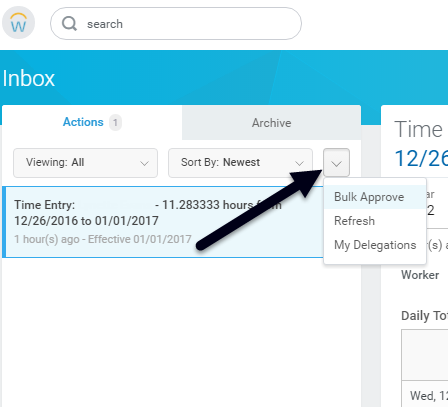 w
search
Inbox
Actions 1
Archive
Viewing: All
Sort By: Newest
Time Entry: - 11.283333 hours from
12/26/2016 to 01/01/2017
1 hour(s) ago - Effective 01/01/2017
Bulk Approve
Refresh
My Delegations
Time
12/26
ar
2
(s) a
Worker
Daily To
Wed, 12